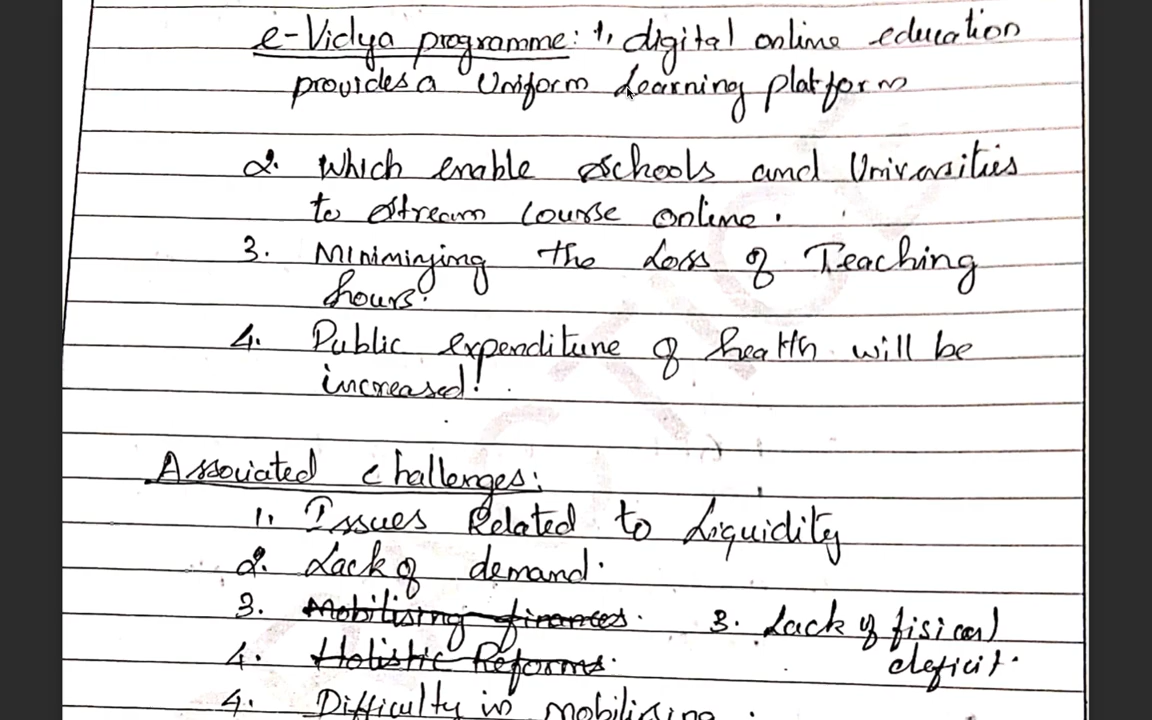 e-Vidya programme: 1, digital online education
provides a Uniform Learning platform
2. Which enable schools and Universities
to stream course online.
3. Minimizing the Loss of Teaching
hours.
4. Public expenditure of health will be
increased!
Associated challenges:
1. Issues Related to Liquidity
2. Lack of demand.
3. Mobilising finances. 3. Lack of fisical
4. Holistic Reforms. deficit.
4. Difficulty in mobilising